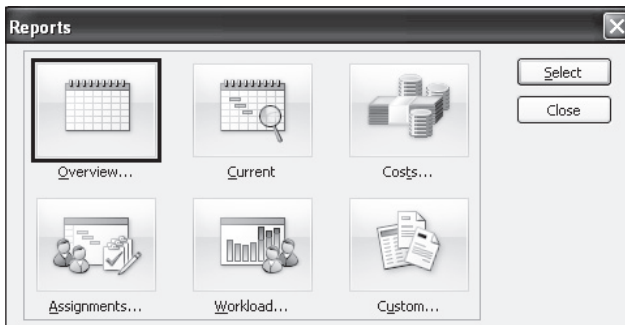 Reports
Select
Close
Overview...
Current
Costs...
Assignments...
Workload...
Custom...